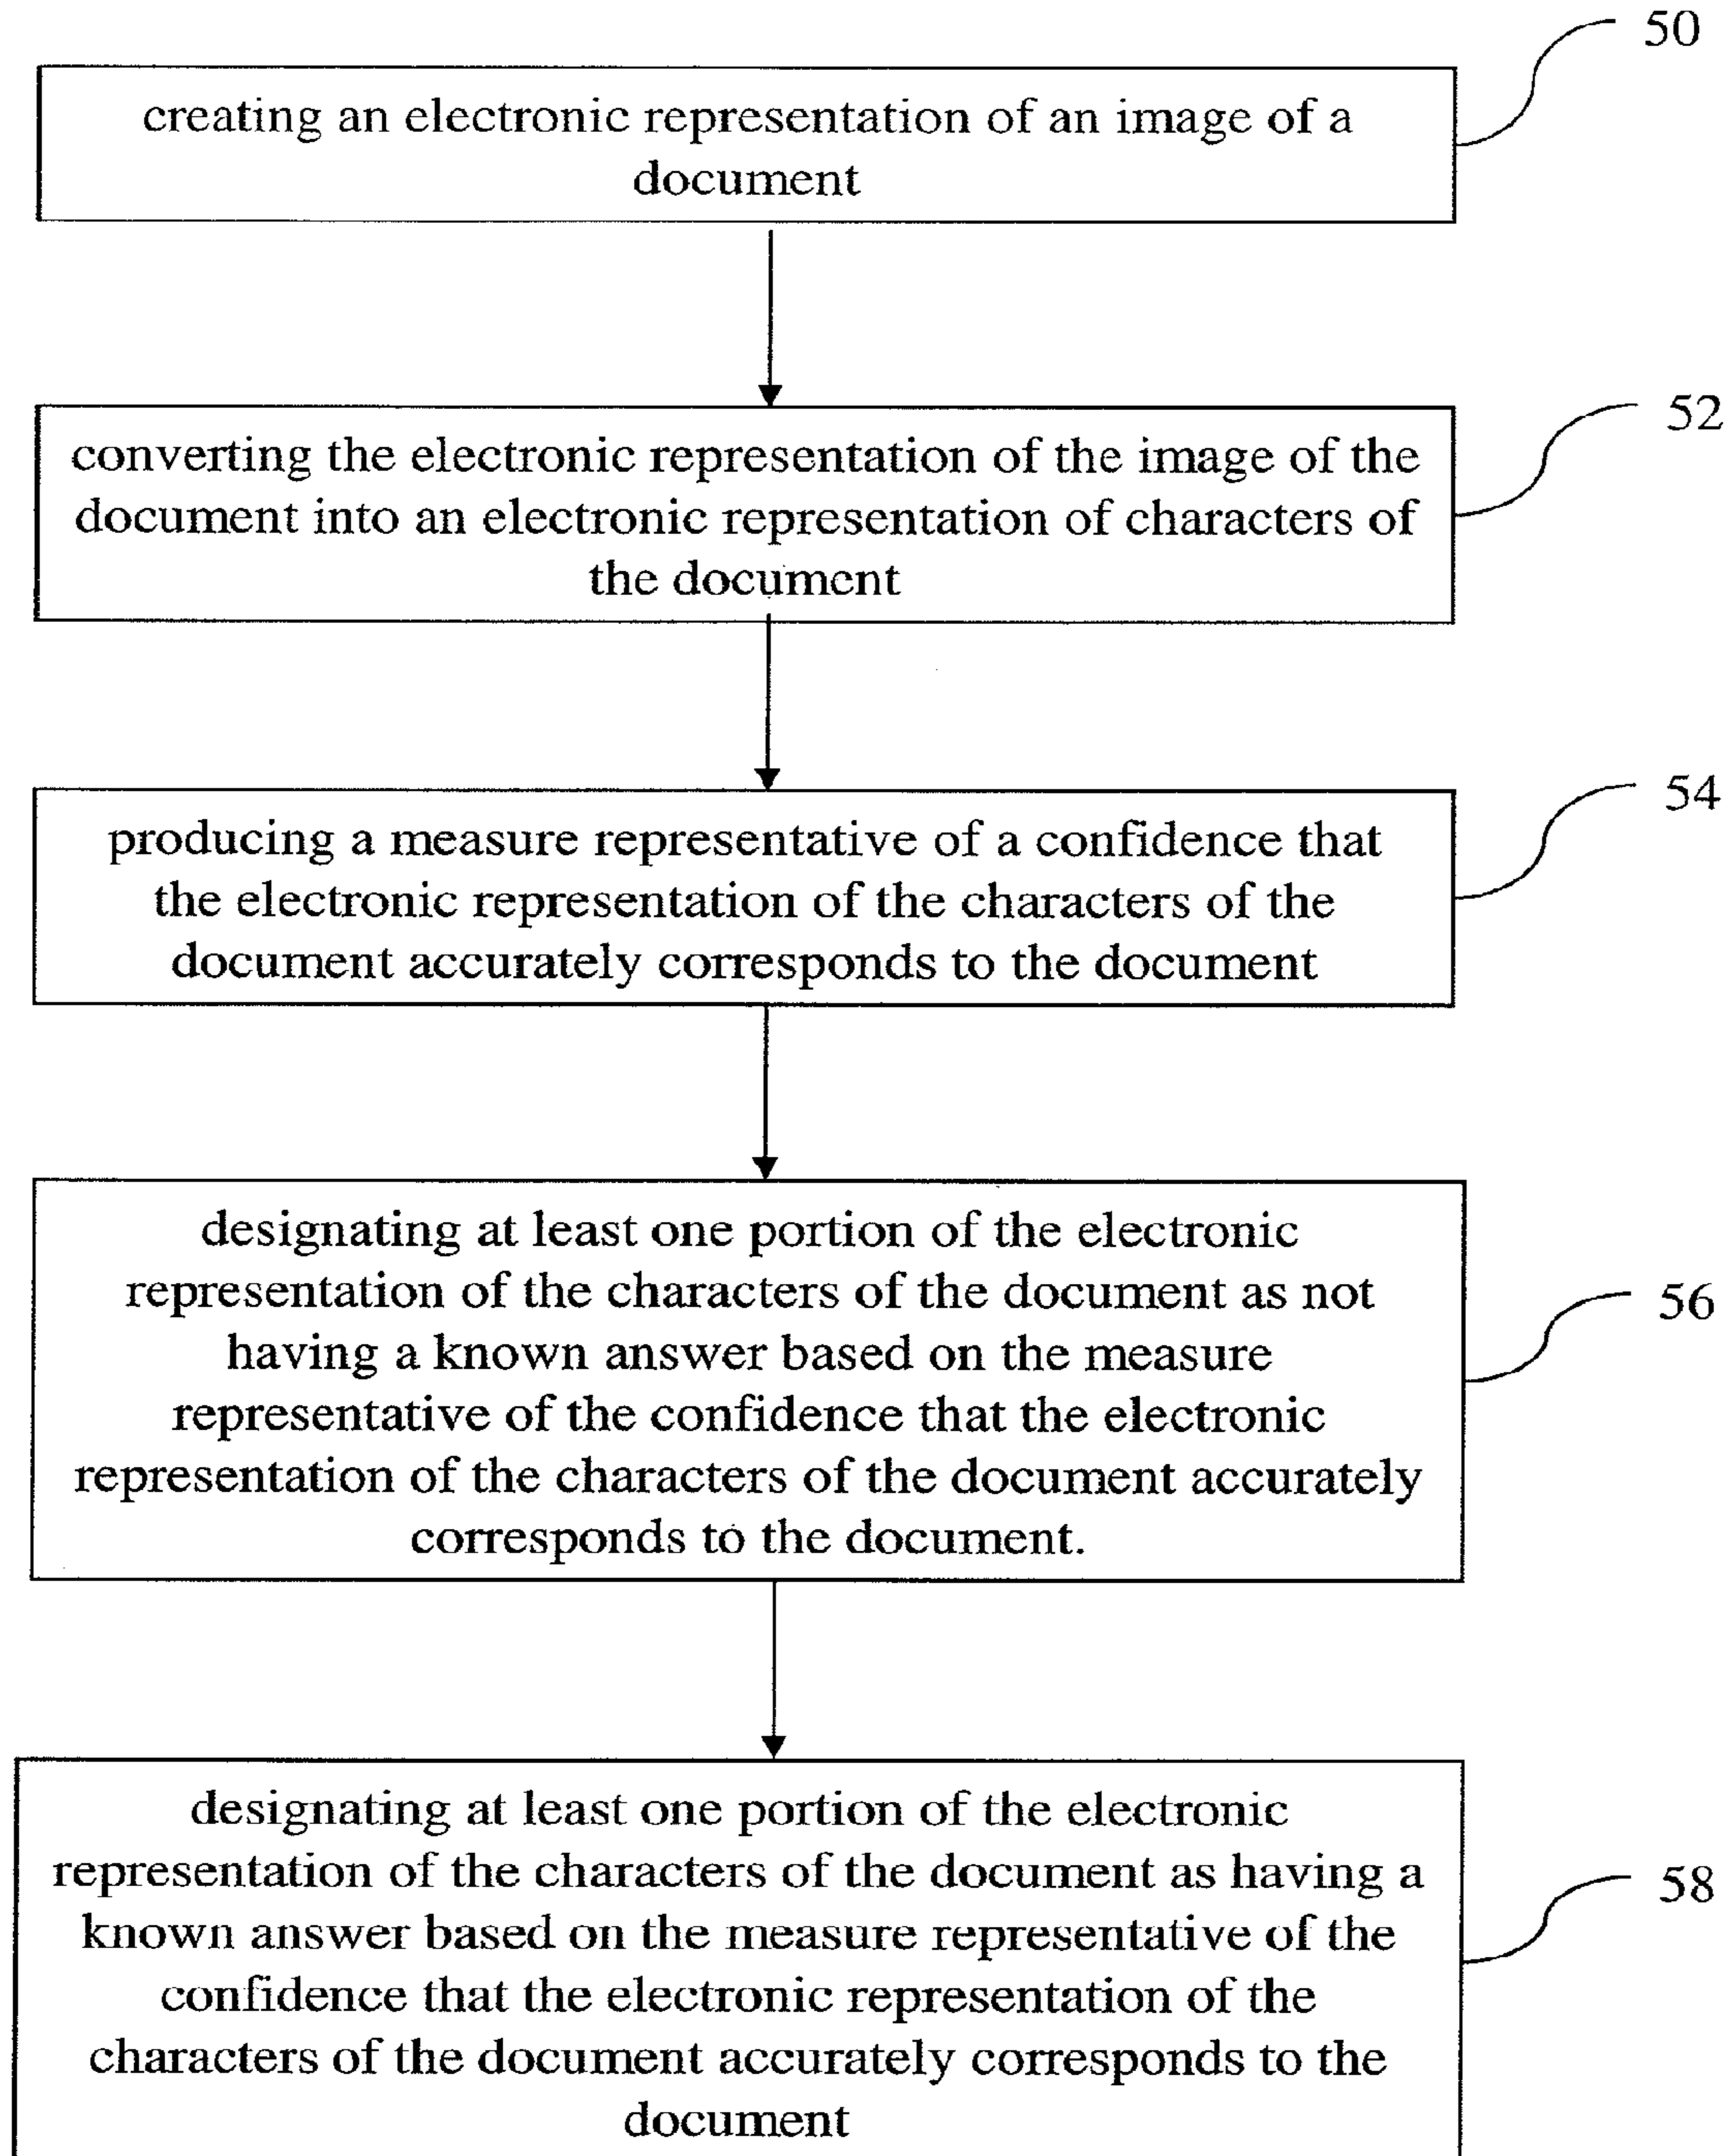 50
creating an electronic representation of an image of a
document
52
converting the electronic representation of the image of the
document into an electronic representation of characters of
the document
54
producing a measure representative of a confidence that
the electronic representation of the characters of the
document accurately corresponds to the document
designating at least one portion of the electronic
representation of the characters of the document as not
56
having a known answer based on the measure
representative of the confidence that the electronic
representation of the characters of the document accurately
corresponds to the document.
designating at least one portion of the electronic
representation of the characters of the document as having a
58
known answer based on the measure representative of the
confidence that the electronic representation of the
characters of the document accurately corresponds to the
document